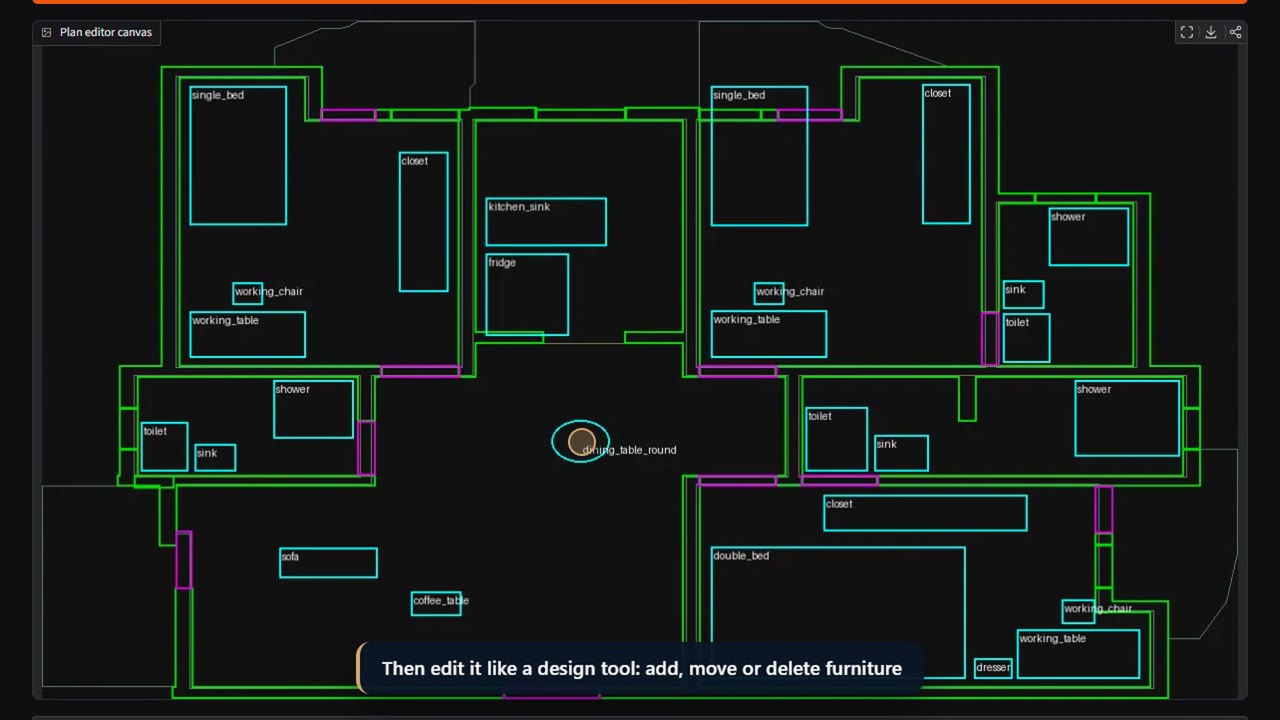 Plan editor canvas
single_bed
single_bed
closet
closet
kitchen_sink
shower
fridge
working_chair
working_chair
sink
working_table
working_table
toilet
shower
shower
toilet
toilet
sink
sink
dining_table_round
closet
sofa
double_bed
coffee_table
working_chair
working_table
dresser
Then edit it like a design tool: add, move or delete furniture